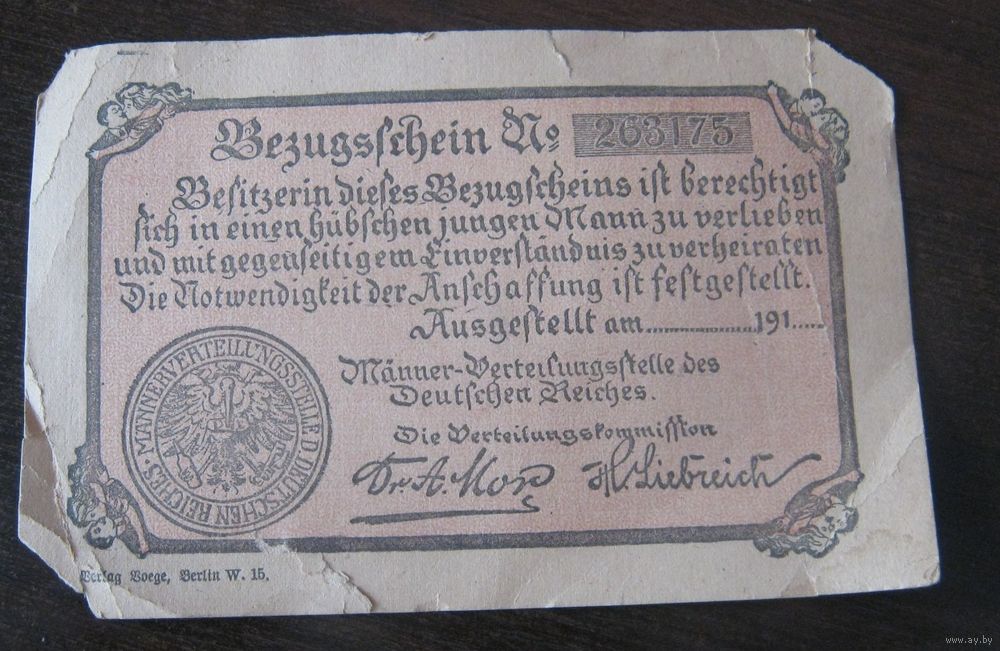 Bezugsschein No. 263175
Besitzerin dieses Bezugscheins ist berechtigt
sich in einen hübschen jungen Mann zu verlieben
und mit gegenseitigem Einverständnis zu verheiraten
Die Notwendigkeit der Anschaffung ist festgestellt.
Ausgestellt am..................191......
Männer-Verteilungsstelle des
Deutschen Reiches.
Die Verteilungskommission
Dr. A. Mor H. Liebreich
MÄNNERVERTEILUNGSSTELLE D. DEUTSCHEN REICHES
Verlag Voege, Berlin W. 15.
www.ay.by